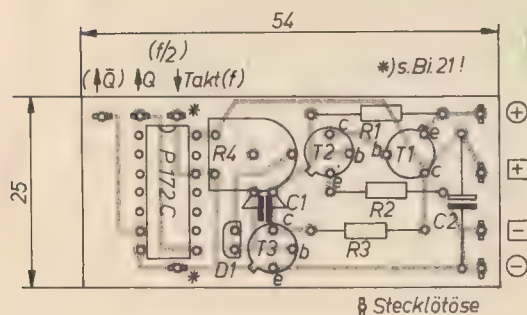 54
(f/2)
(↑Q̄) ↑Q ↓Takt(f) *)s.Bi.21!
*
25
P 172 C
R4
c T2 b e
R1
b T1 e c
C1
R2
C2
D1
c T3 b e
R3
*
+
+
−
−
Stecklötöse